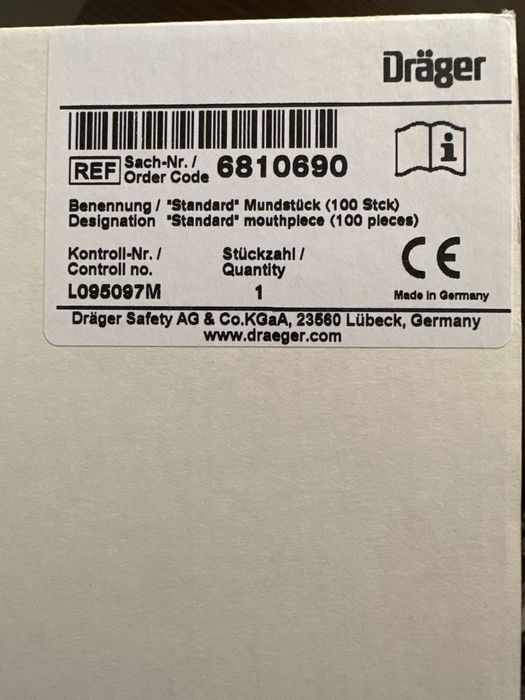 Dräger
REF Sach-Nr. / Order Code 6810690
Benennung / "Standard" Mundstück (100 Stck)
Designation "Standard" mouthpiece (100 pieces)
Kontroll-Nr. / Stückzahl /
Controll no. Quantity
L095097M 1
Made in Germany
Dräger Safety AG & Co.KGaA, 23560 Lübeck, Germany
www.draeger.com